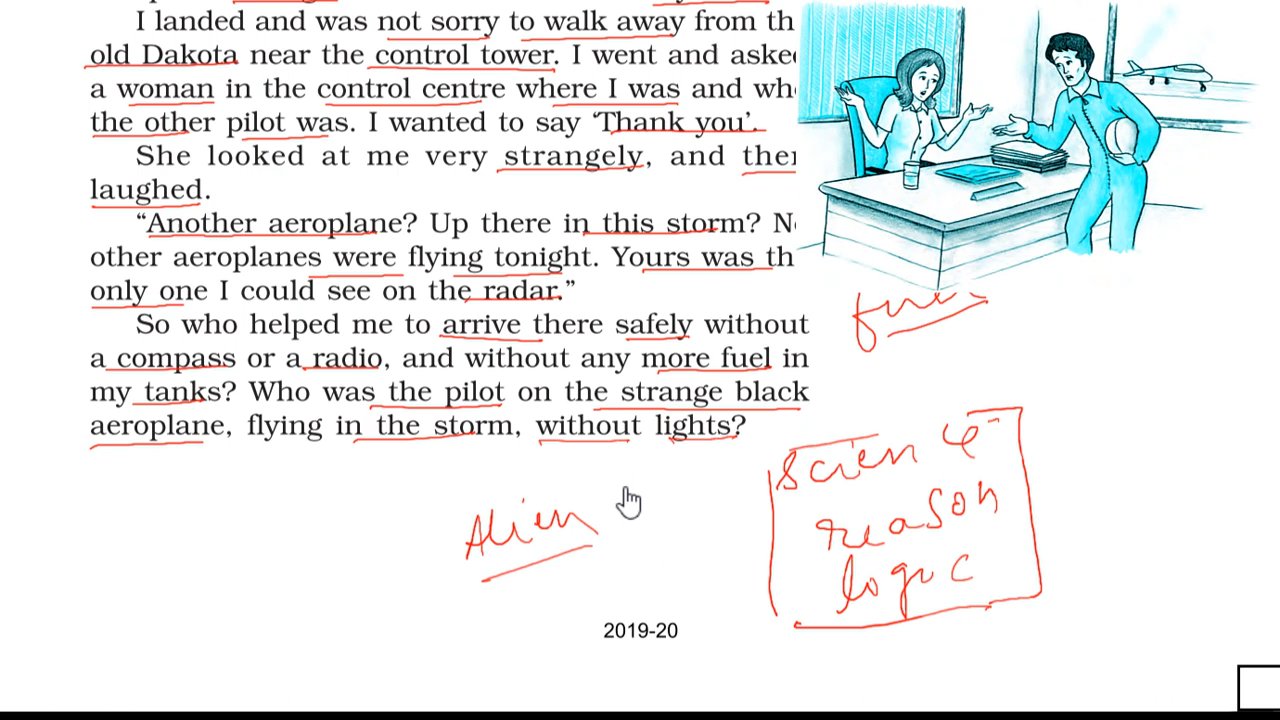 I landed and was not sorry to walk away from th
old Dakota near the control tower. I went and aske
a woman in the control centre where I was and wh
the other pilot was. I wanted to say ‘Thank you’.
She looked at me very strangely, and then
laughed.
“Another aeroplane? Up there in this storm? N
other aeroplanes were flying tonight. Yours was th
only one I could see on the radar.”
So who helped me to arrive there safely without
a compass or a radio, and without any more fuel in
my tanks? Who was the pilot on the strange black
aeroplane, flying in the storm, without lights?
Alien
reason
logic
2019-20